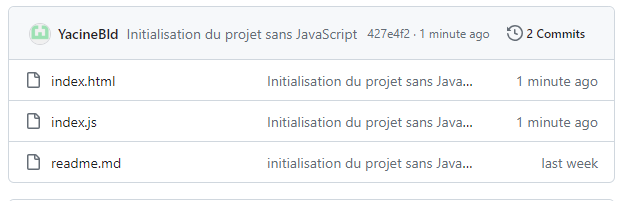 YacineBld Initialisation du projet sans JavaScript 427e4f2 · 1 minute ago 2 Commits
index.html Initialisation du projet sans Java... 1 minute ago
index.js Initialisation du projet sans Java... 1 minute ago
readme.md initialisation du projet sans Java... last week